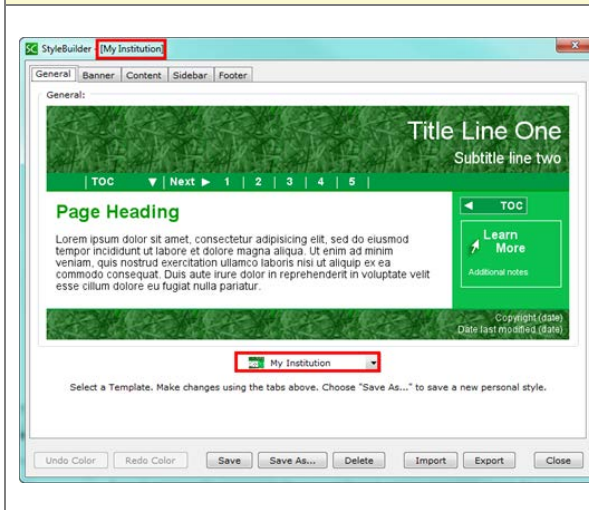 SC StyleBuilder - [My Institution]
General Banner Content Sidebar Footer
General:
Title Line One
Subtitle line two
| TOC ▼ | Next ▶ 1 | 2 | 3 | 4 | 5 |
Page Heading
Lorem ipsum dolor sit amet, consectetur adipisicing elit, sed do eiusmod
tempor incididunt ut labore et dolore magna aliqua. Ut enim ad minim
veniam, quis nostrud exercitation ullamco laboris nisi ut aliquip ex ea
commodo consequat. Duis aute irure dolor in reprehenderit in voluptate velit
esse cillum dolore eu fugiat nulla pariatur.
◀ TOC
Learn
More
Additional notes
Copyright (date)
Date last modified (date)
My Institution
Select a Template. Make changes using the tabs above. Choose "Save As..." to save a new personal style.
Undo Color Redo Color Save Save As... Delete Import Export Close